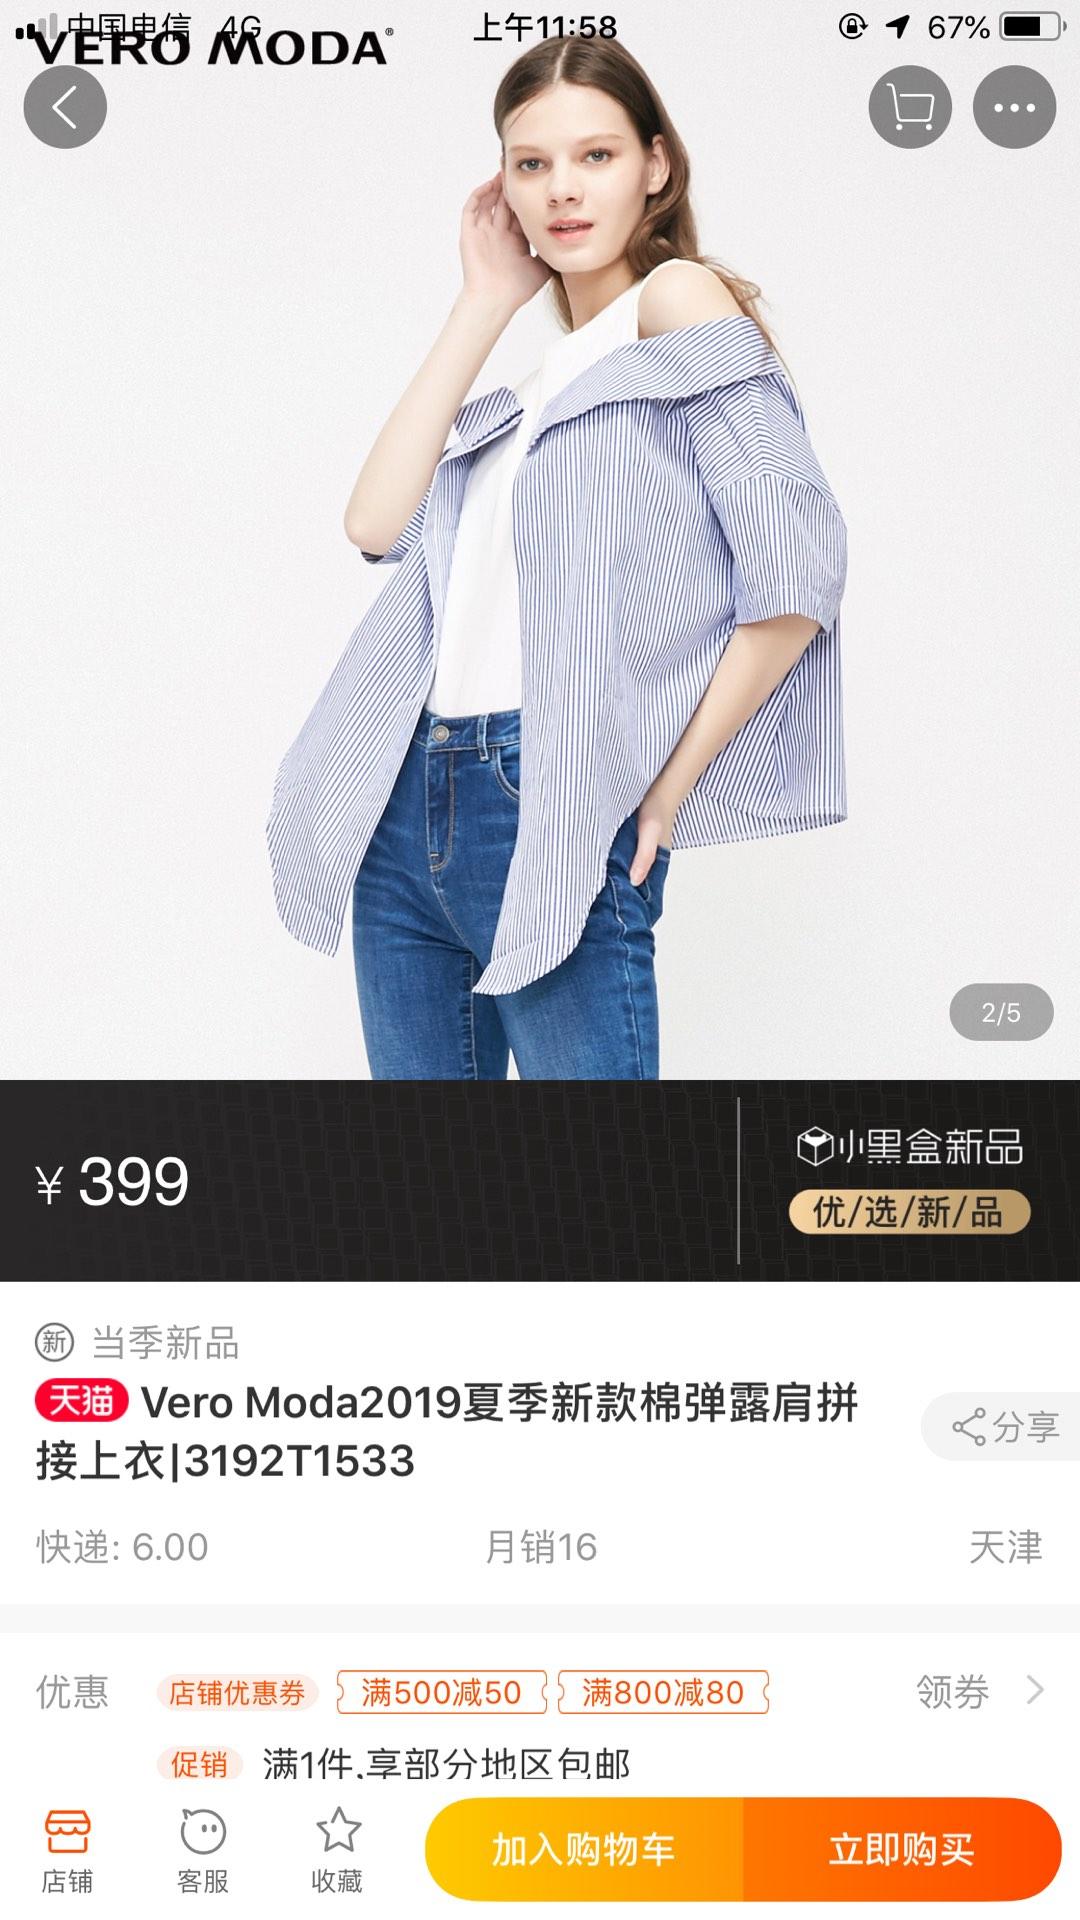 中国电信 4G 上午11:58 67%
VERO MODA®
2/5
¥ 399
小黑盒新品
优/选/新/品
新 当季新品
天猫 Vero Moda2019夏季新款棉弹露肩拼
接上衣|3192T1533
分享
快递: 6.00 月销16 天津
优惠 店铺优惠券 满500减50 满800减80 领券
促销 满1件,享部分地区包邮
店铺 客服 收藏 加入购物车 立即购买